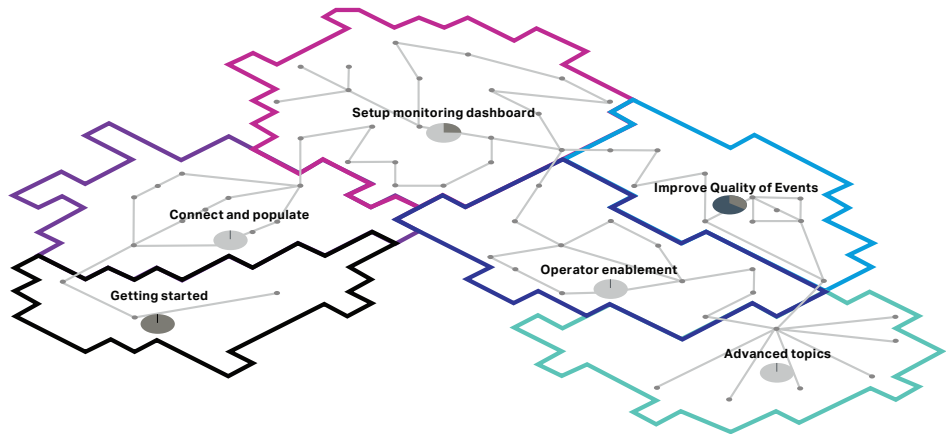 Setup monitoring dashboard
Improve Quality of Events
Connect and populate
Operator enablement
Getting started
Advanced topics